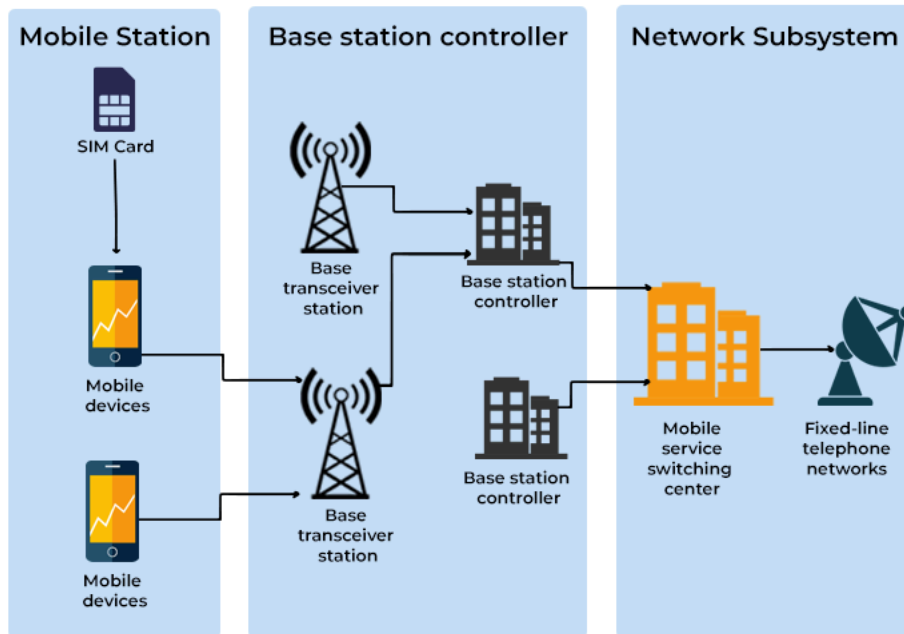 Mobile Station
SIM Card
Mobile
devices
Mobile
devices
Base station controller
Base
transceiver
station
Base
transceiver
station
Base station
controller
Base station
controller
Network Subsystem
Mobile
service
switching
center
Fixed-line
telephone
networks